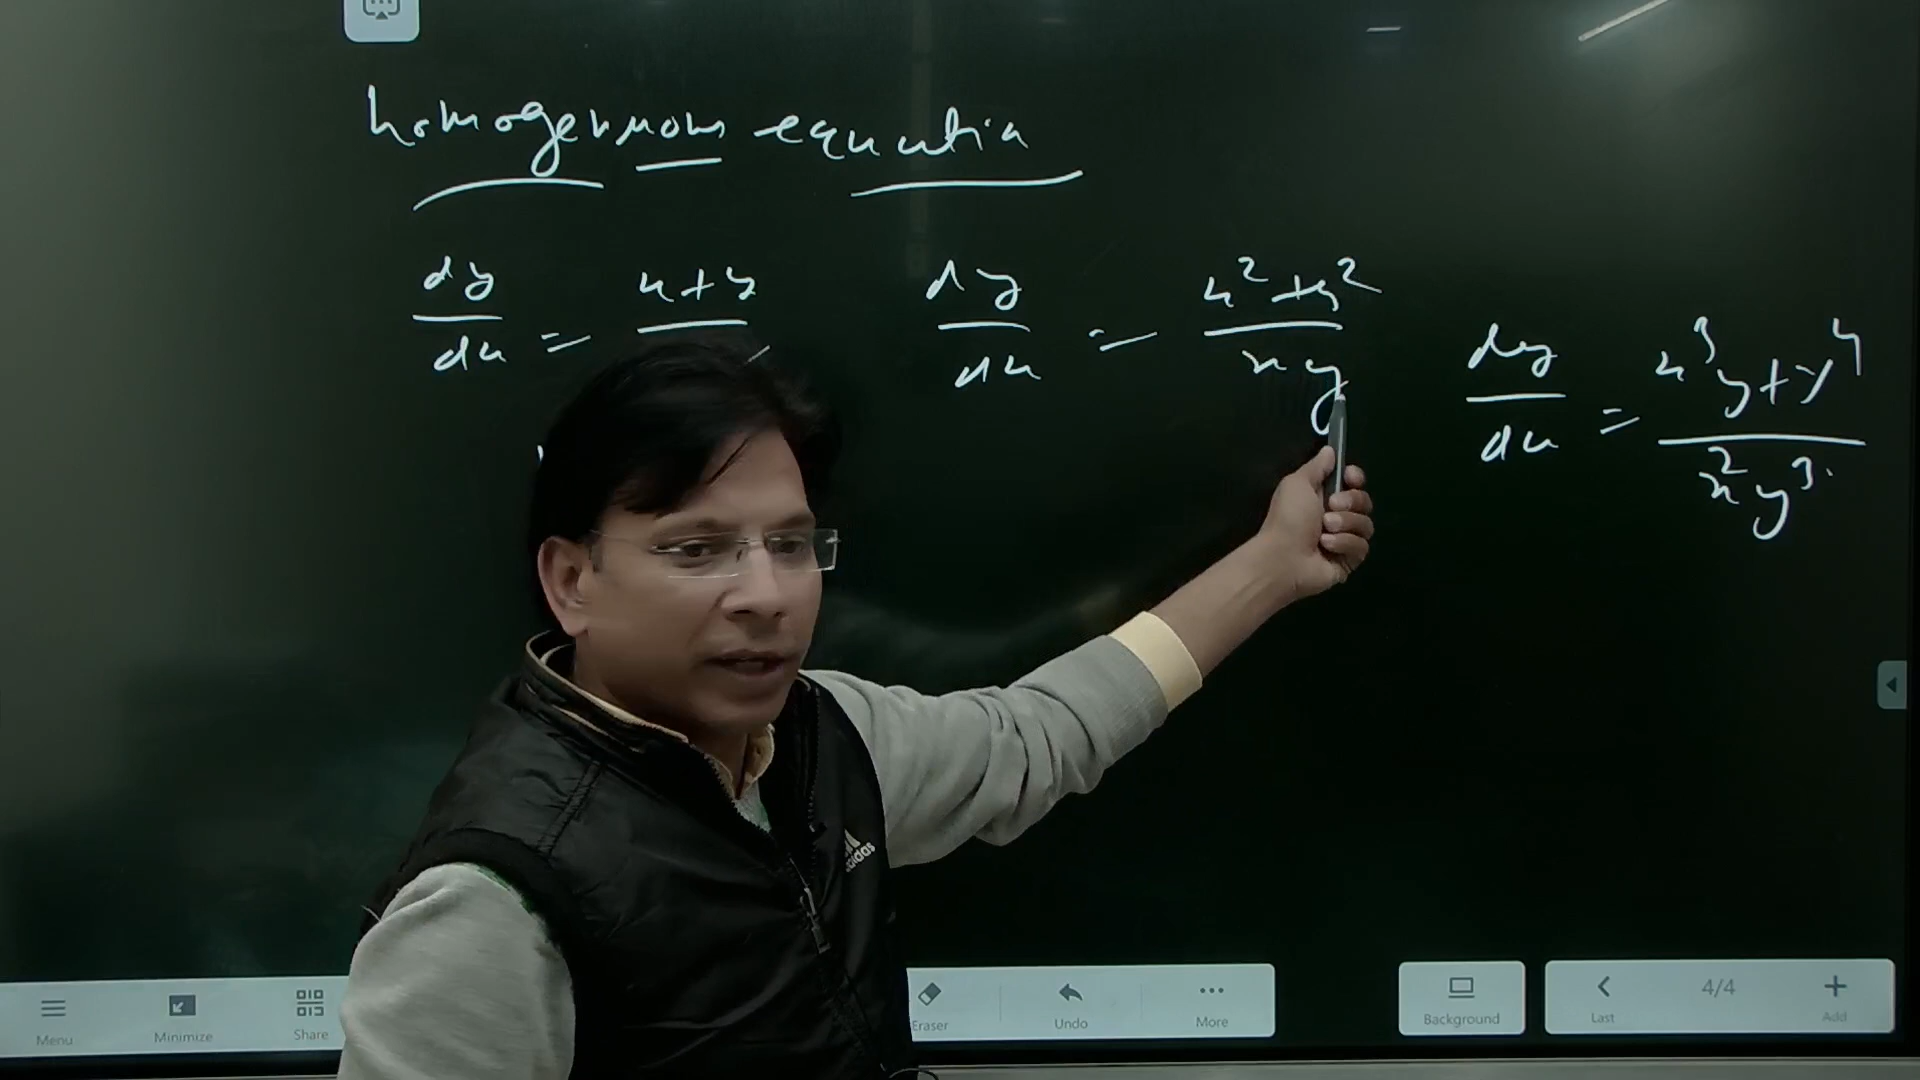 homogenuous equation
dy/dx = x+y
dy/dx = x²+y²/xy
dy/dx = x³y+y⁴/x²y³
adidas
Menu
Minimize
Share
Eraser
Undo
More
Background
Last
4/4
Add